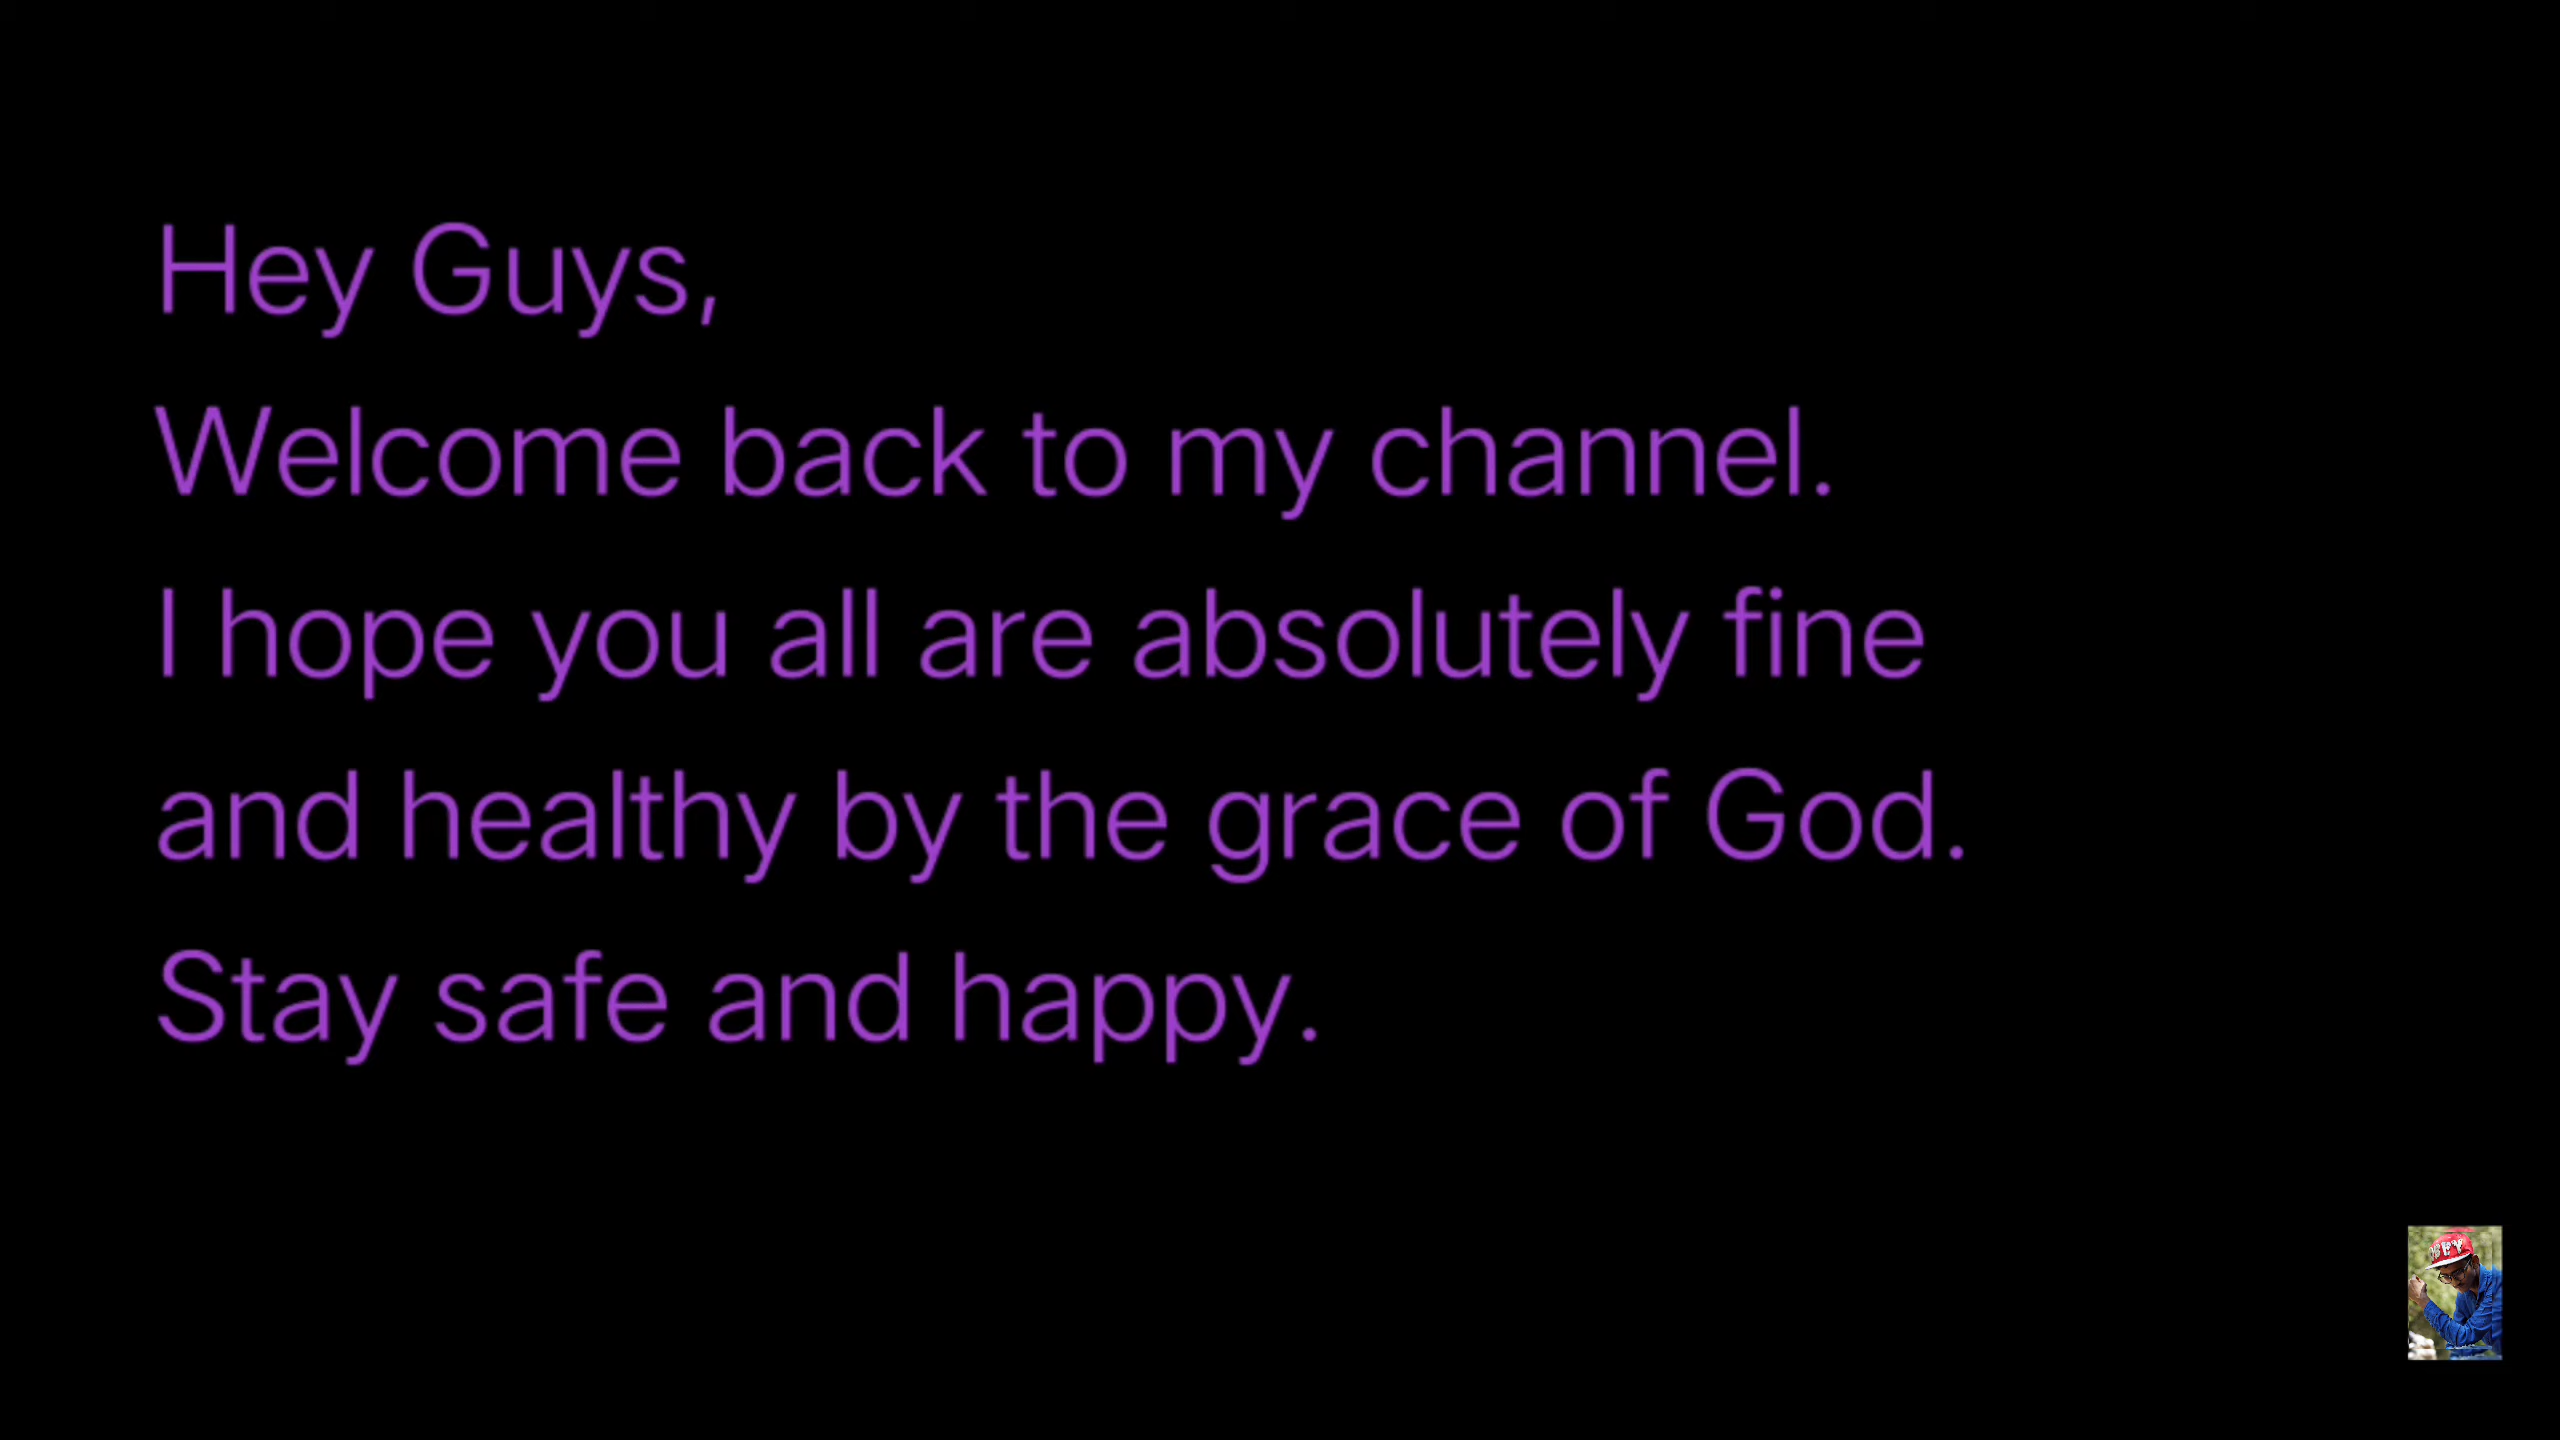 Hey Guys,
Welcome back to my channel.
I hope you all are absolutely fine
and healthy by the grace of God.
Stay safe and happy.
OBEY